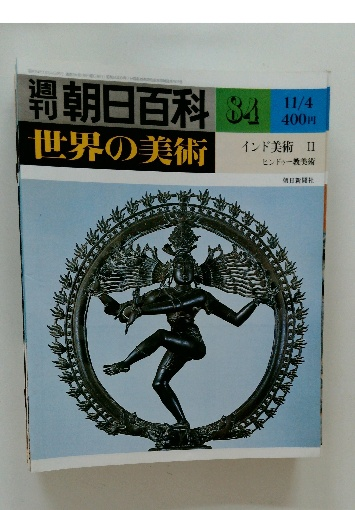 週刊朝日百科
84
11/4
400円
世界の美術
インド美術 II
ヒンドゥー教美術
朝日新聞社